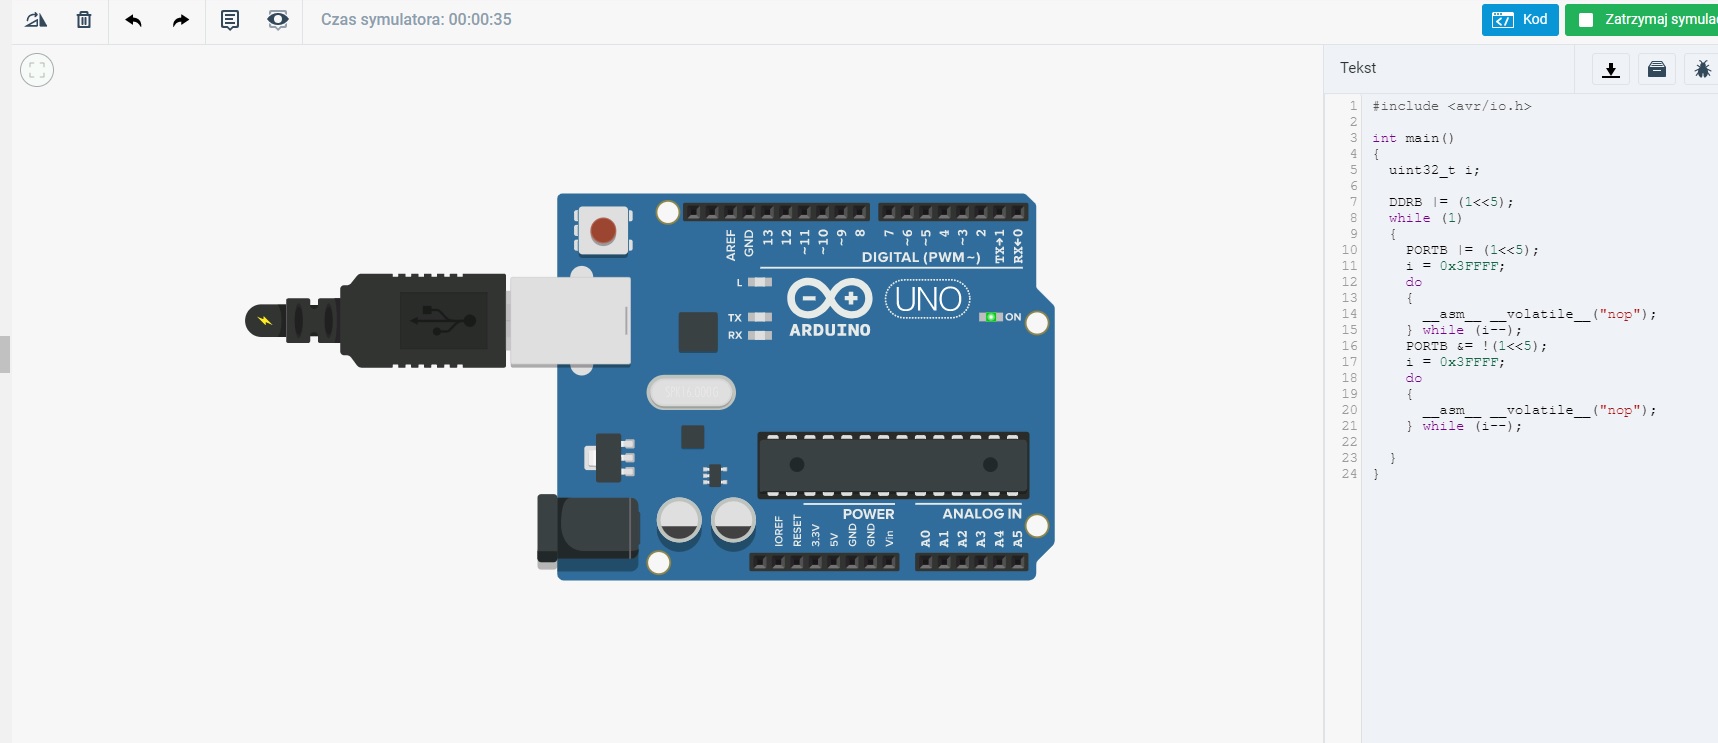 Czas symulatora: 00:00:35
Kod
Zatrzymaj symula
Tekst
1 #include <avr/io.h>
2
3 int main()
4 {
5 uint32_t i;
6
7 DDRB |= (1<<5);
8 while (1)
9 {
10 PORTB |= (1<<5);
11 i = 0x3FFFF;
12 do
13 {
14 __asm__ __volatile__("nop");
15 } while (i--);
16 PORTB &= !(1<<5);
17 i = 0x3FFFF;
18 do
19 {
20 __asm__ __volatile__("nop");
21 } while (i--);
22
23 }
24 }
AREF GND 13 12 ~11 ~10 ~9 8 7 ~6 ~5 4 ~3 2 TX→1 RX←0
DIGITAL (PWM~)
L
TX
RX
ARDUINO
UNO
ON
POWER
ANALOG IN
IOREF RESET 3.3V 5V GND GND Vin A0 A1 A2 A3 A4 A5